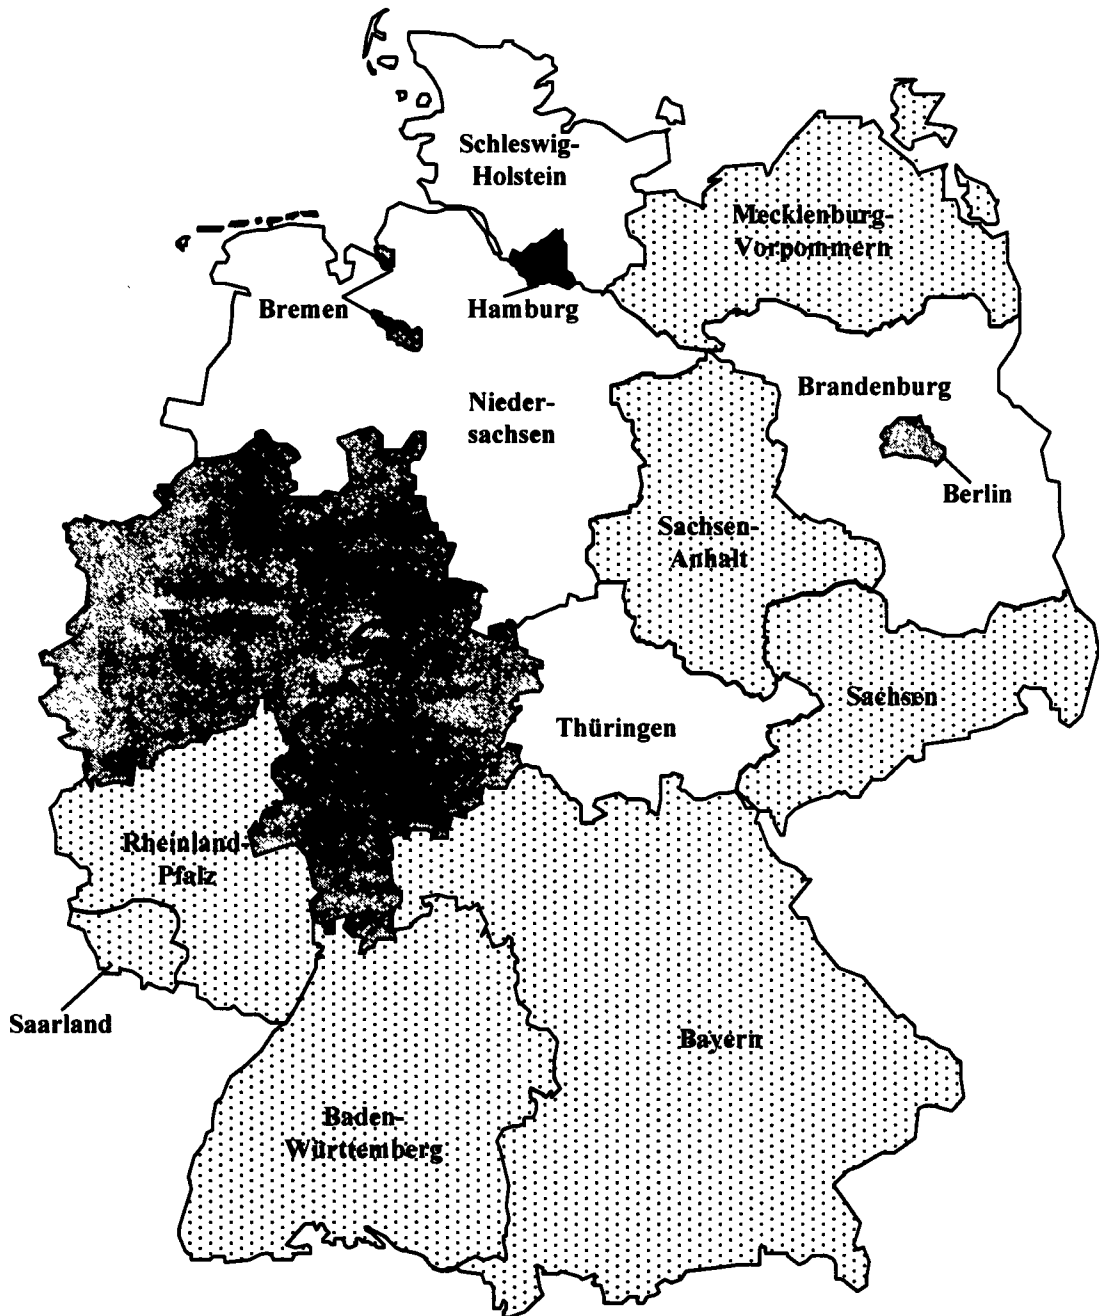 Schleswig-
Holstein
Mecklenburg-
Vorpommern
Bremen
Hamburg
Nieder-
sachsen
Brandenburg
Berlin
Sachsen-
Anhalt
Sachsen
Thüringen
Rheinland-
Pfalz
Saarland
Bayern
Baden-
Württemberg